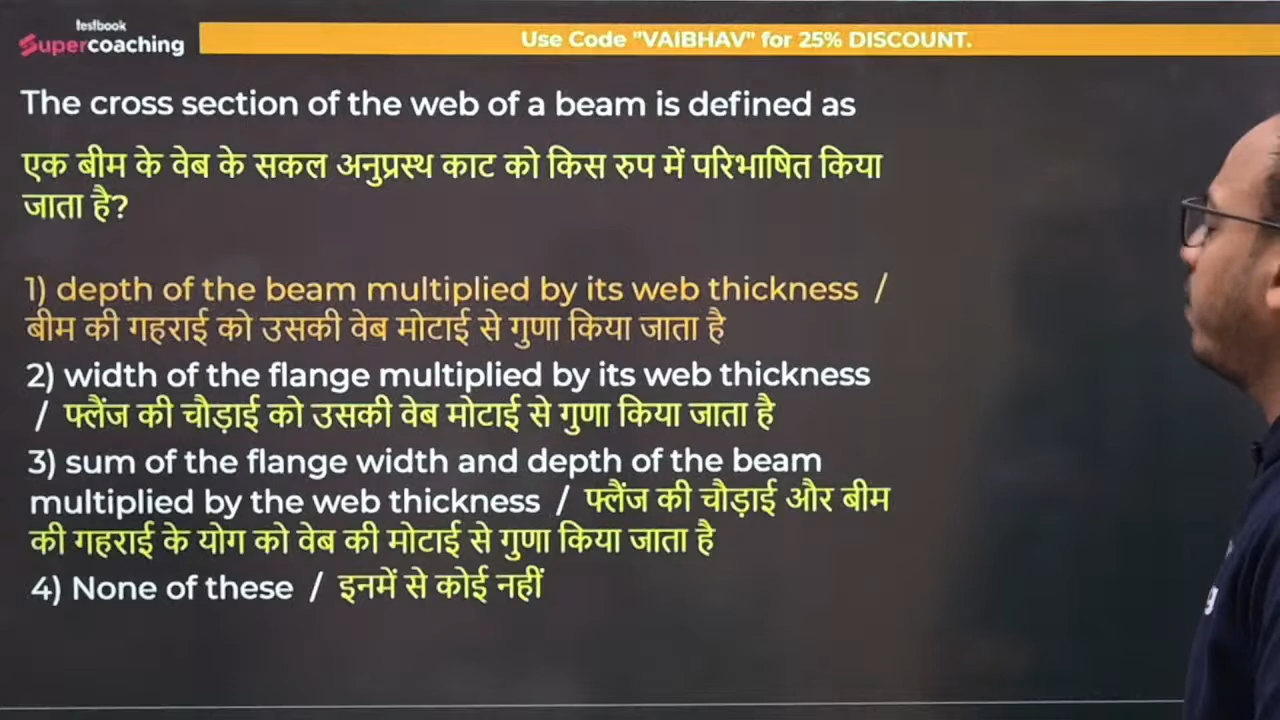 testbook
Supercoaching
Use Code "VAIBHAV" for 25% DISCOUNT.
The cross section of the web of a beam is defined as
एक बीम के वेब के सकल अनुप्रस्थ काट को किस रुप में परिभाषित किया
जाता है?
1) depth of the beam multiplied by its web thickness /
बीम की गहराई को उसकी वेब मोटाई से गुणा किया जाता है
2) width of the flange multiplied by its web thickness
/ फ्लैंज की चौड़ाई को उसकी वेब मोटाई से गुणा किया जाता है
3) sum of the flange width and depth of the beam
multiplied by the web thickness / फ्लैंज की चौड़ाई और बीम
की गहराई के योग को वेब की मोटाई से गुणा किया जाता है
4) None of these / इनमें से कोई नहीं